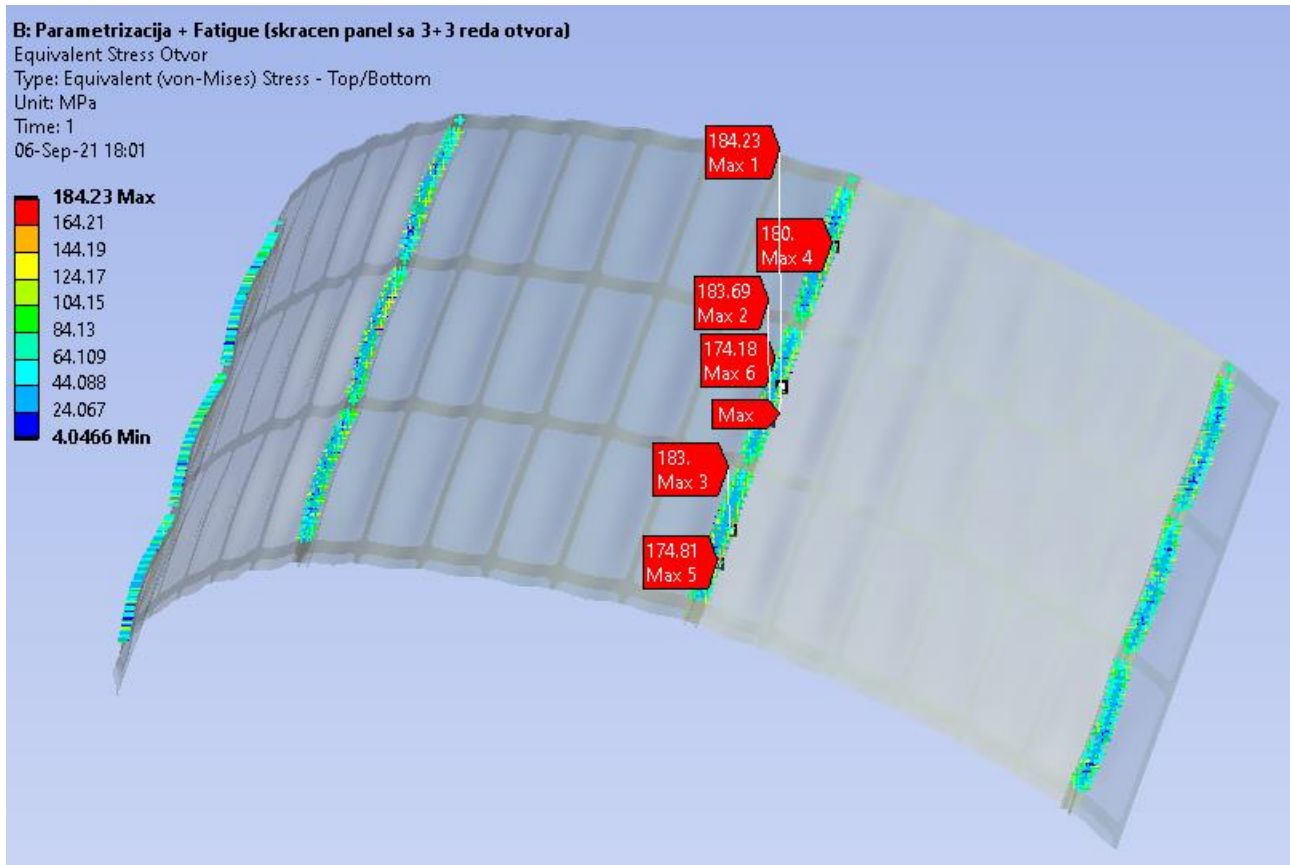 B: Parametrizacija + Fatigue (skracen panel sa 3+3 reda otvora)
Equivalent Stress Otvor
Type: Equivalent (von-Mises) Stress - Top/Bottom
Unit: MPa
Time: 1
06-Sep-21 18:01
184.23 Max
164.21
144.19
124.17
104.15
84.13
64.109
44.088
24.067
4.0466 Min
184.23
Max 1
180.
Max 4
183.69
Max 2
174.18
Max 6
Max
183.
Max 3
174.81
Max 5